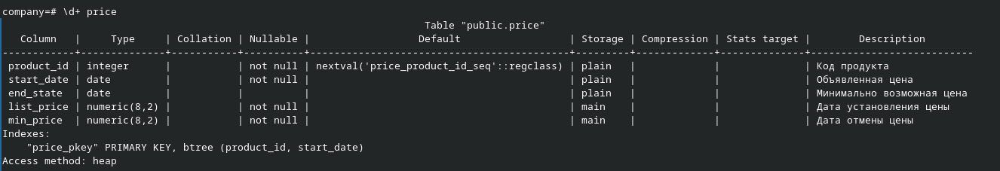 company=# \d+ price
                                                                      Table "public.price"
   Column   |     Type     | Collation | Nullable |                  Default                  | Storage | Compression | Stats target |        Description
------------+--------------+-----------+----------+-------------------------------------------+---------+-------------+--------------+---------------------------
 product_id | integer      |           | not null | nextval('price_product_id_seq'::regclass) | plain   |             |              | Код продукта
 start_date | date         |           | not null |                                           | plain   |             |              | Объявленная цена
 end_state  | date         |           |          |                                           | plain   |             |              | Минимально возможная цена
 list_price | numeric(8,2) |           | not null |                                           | main    |             |              | Дата установления цены
 min_price  | numeric(8,2) |           | not null |                                           | main    |             |              | Дата отмены цены
Indexes:
    "price_pkey" PRIMARY KEY, btree (product_id, start_date)
Access method: heap